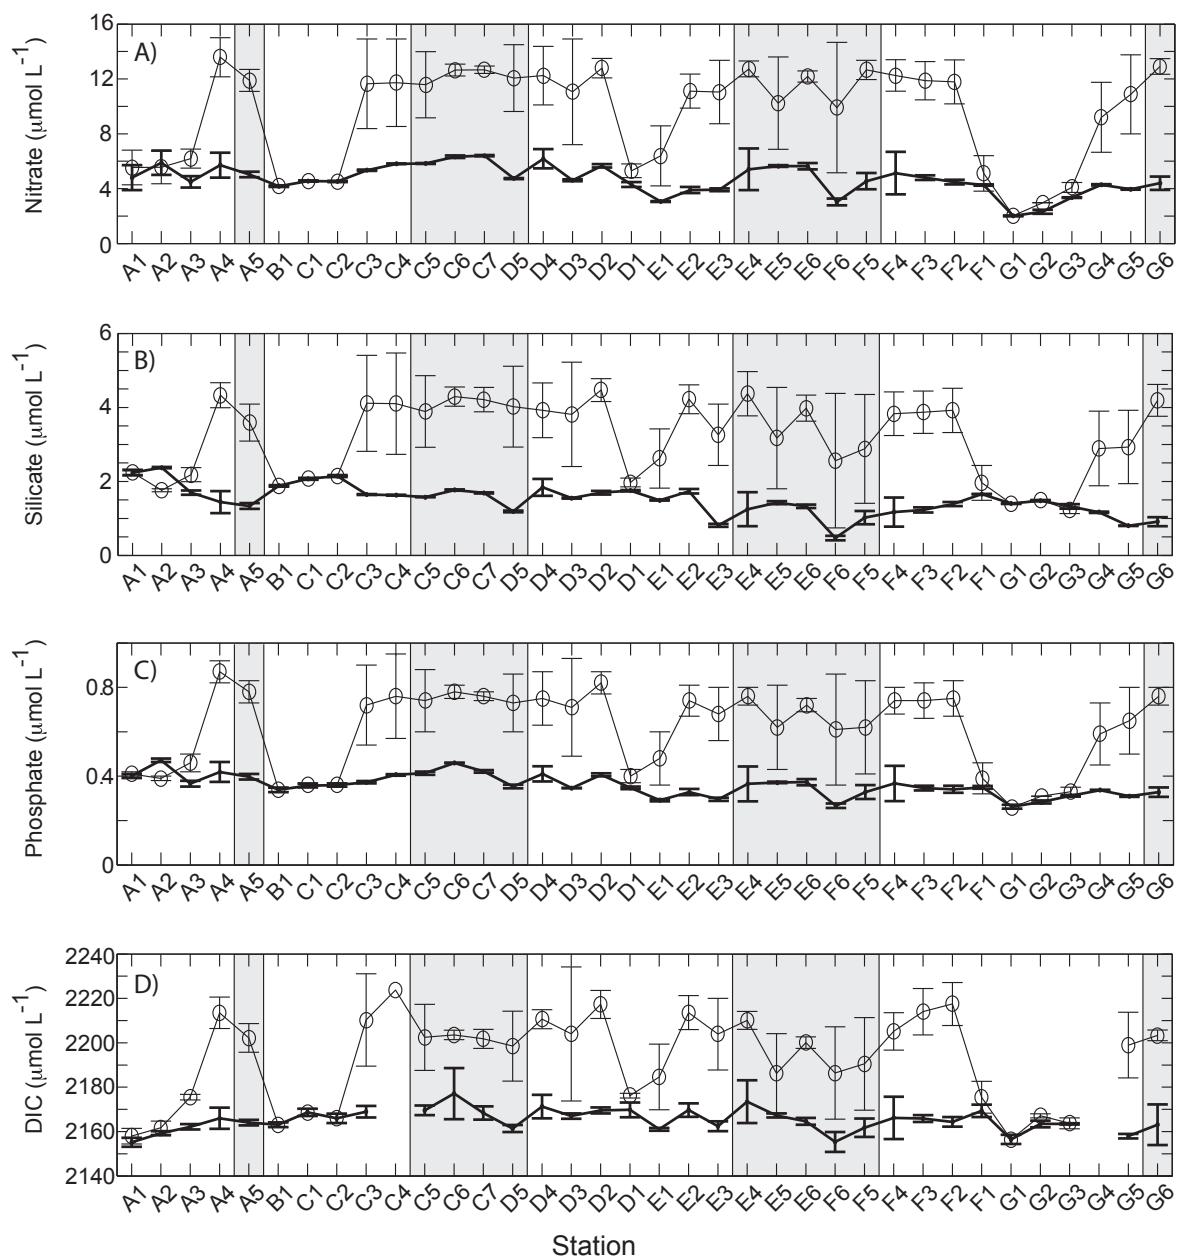 A)
Nitrate (μmol L⁻¹)
16
12
8
4
0
A1 A2 A3 A4 A5 B1 C1 C2 C3 C4 C5 C6 C7 D5 D4 D3 D2 D1 E1 E2 E3 E4 E5 E6 F6 F5 F4 F3 F2 F1 G1 G2 G3 G4 G5 G6
B)
Silicate (μmol L⁻¹)
6
4
2
0
A1 A2 A3 A4 A5 B1 C1 C2 C3 C4 C5 C6 C7 D5 D4 D3 D2 D1 E1 E2 E3 E4 E5 E6 F6 F5 F4 F3 F2 F1 G1 G2 G3 G4 G5 G6
C)
Phosphate (μmol L⁻¹)
0.8
0.4
0
A1 A2 A3 A4 A5 B1 C1 C2 C3 C4 C5 C6 C7 D5 D4 D3 D2 D1 E1 E2 E3 E4 E5 E6 F6 F5 F4 F3 F2 F1 G1 G2 G3 G4 G5 G6
D)
DIC (μmol L⁻¹)
2240
2220
2200
2180
2160
2140
A1 A2 A3 A4 A5 B1 C1 C2 C3 C4 C5 C6 C7 D5 D4 D3 D2 D1 E1 E2 E3 E4 E5 E6 F6 F5 F4 F3 F2 F1 G1 G2 G3 G4 G5 G6
Station